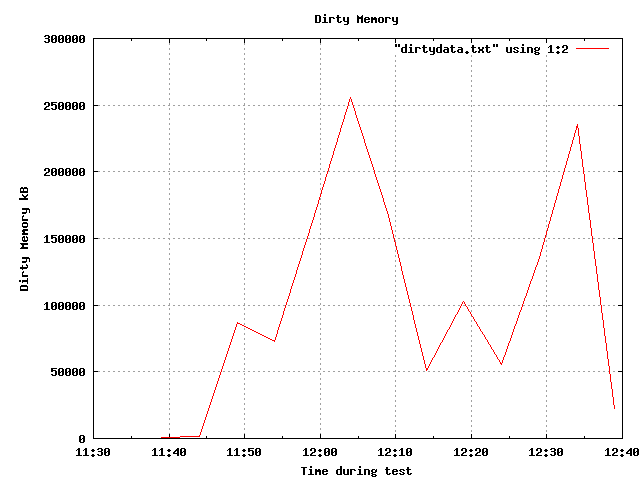 Dirty Memory
"dirtydata.txt" using 1:2
300000
250000
200000
150000
100000
50000
0
Dirty Memory kB
11:30 11:40 11:50 12:00 12:10 12:20 12:30 12:40
Time during test